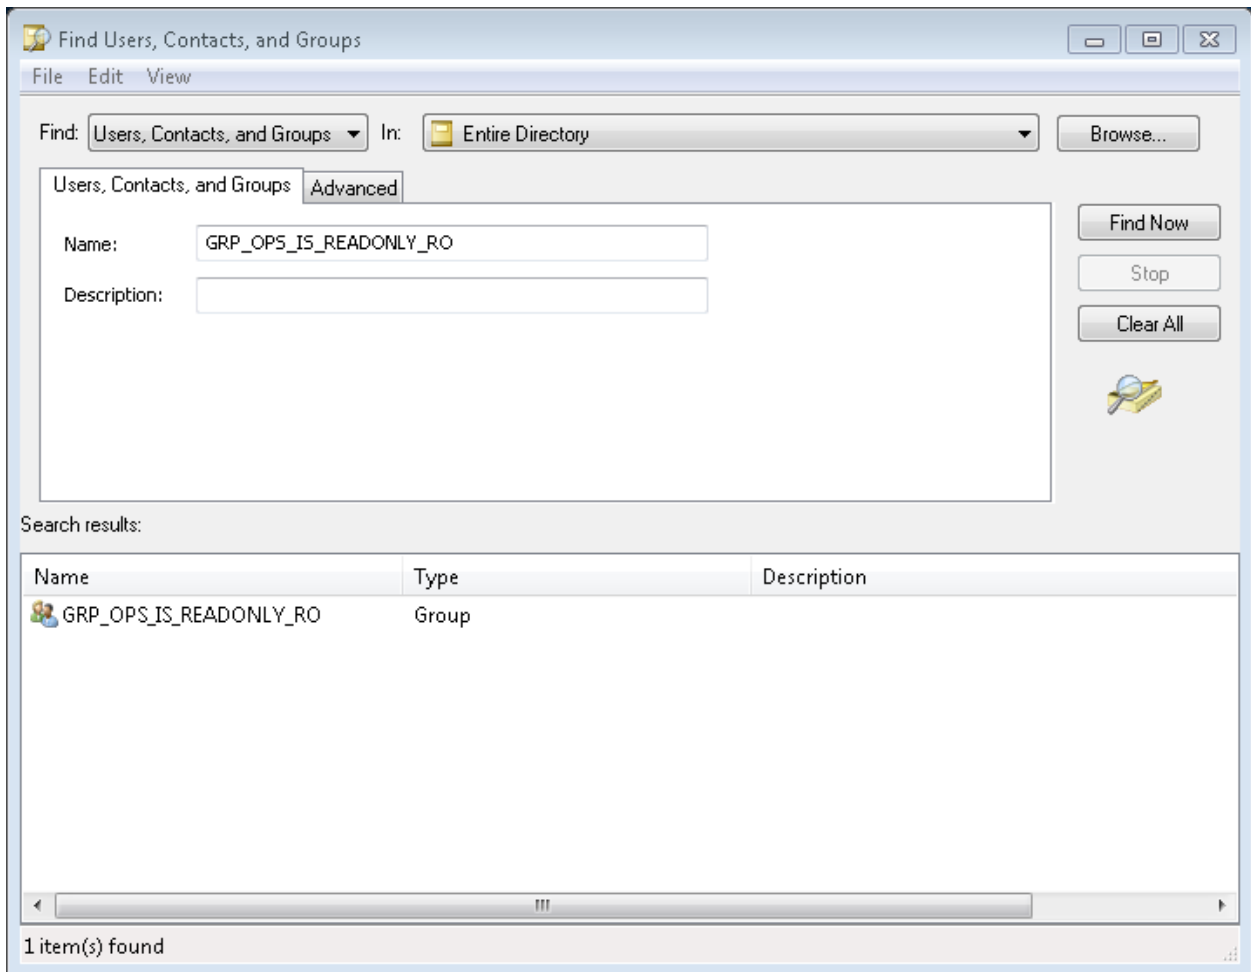 Find Users, Contacts, and Groups
File Edit View
Find: Users, Contacts, and Groups In: Entire Directory Browse...
Users, Contacts, and Groups Advanced
Name: GRP_OPS_IS_READONLY_RO
Description:
Find Now
Stop
Clear All
Search results:
Name Type Description
GRP_OPS_IS_READONLY_RO Group
1 item(s) found